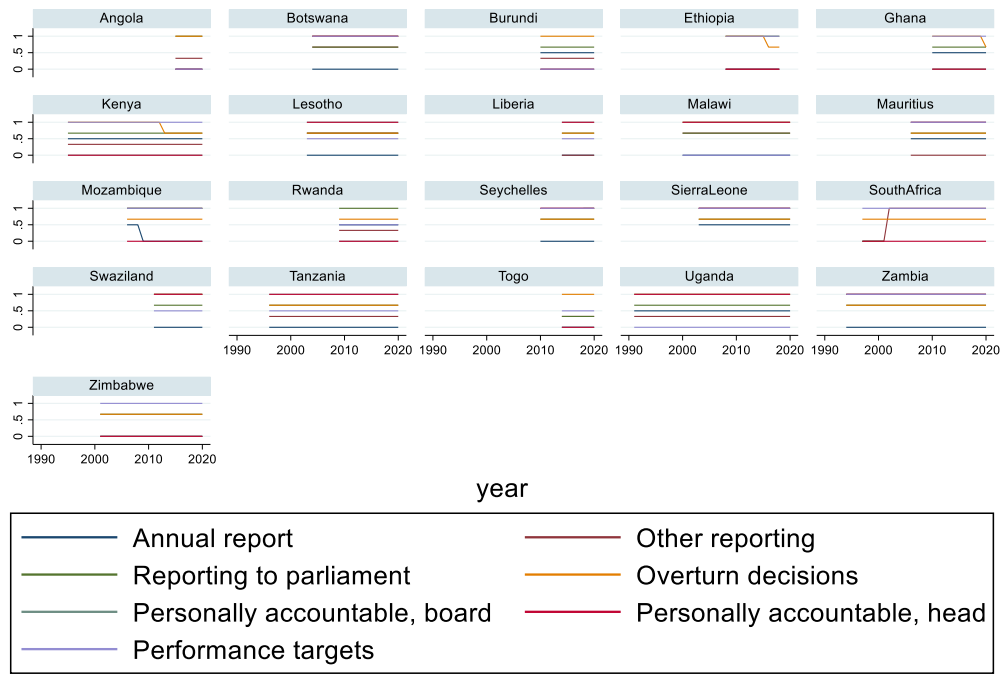 Angola Botswana Burundi Ethiopia Ghana
0 .5 1
Kenya Lesotho Liberia Malawi Mauritius
0 .5 1
Mozambique Rwanda Seychelles SierraLeone SouthAfrica
0 .5 1
Swaziland Tanzania Togo Uganda Zambia
0 .5 1
1990 2000 2010 2020 1990 2000 2010 2020 1990 2000 2010 2020 1990 2000 2010 2020
Zimbabwe
0 .5 1
1990 2000 2010 2020
year
Annual report Other reporting
Reporting to parliament Overturn decisions
Personally accountable, board Personally accountable, head
Performance targets